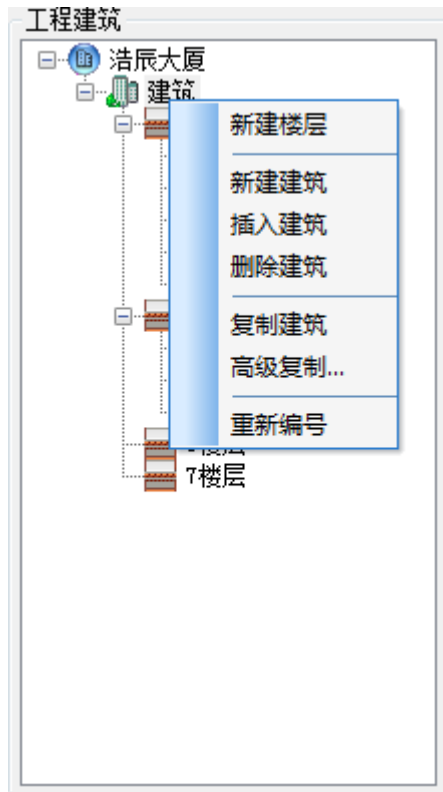 工程建筑
浩辰大厦
建筑
新建楼层
新建建筑
插入建筑
删除建筑
复制建筑
高级复制...
重新编号
7楼层